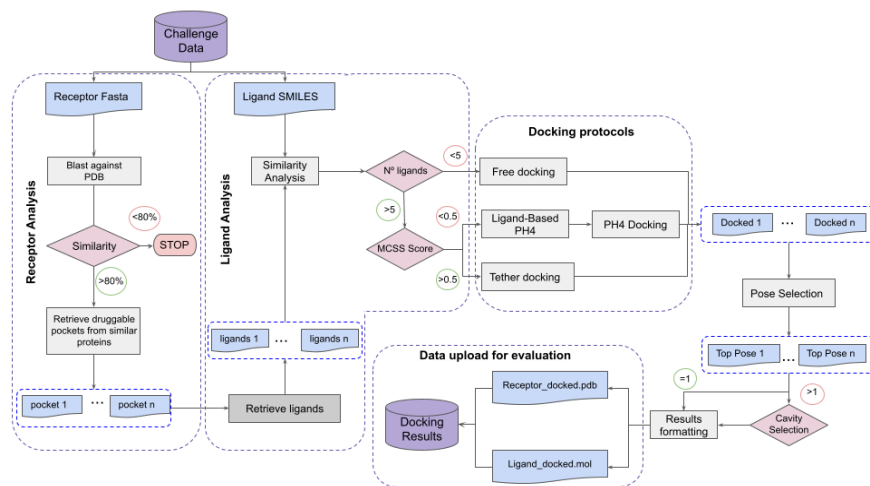 Challenge
Data
Receptor Fasta
Ligand SMILES
Blast against
PDB
Similarity
<80%
STOP
>80%
Retrieve druggable
pockets from similar
proteins
pocket 1
...
pocket n
Receptor Analysis
Ligand Analysis
Similarity
Analysis
Nº ligands
<5
>5
MCSS Score
<0.5
>0.5
ligands 1
...
ligands n
Retrieve ligands
Docking protocols
Free docking
Ligand-Based
PH4
PH4 Docking
Tether docking
Docked 1
...
Docked n
Pose Selection
Top Pose 1
...
Top Pose n
=1
>1
Cavity
Selection
Results
formatting
Data upload for evaluation
Receptor_docked.pdb
Docking
Results
Ligand_docked.mol